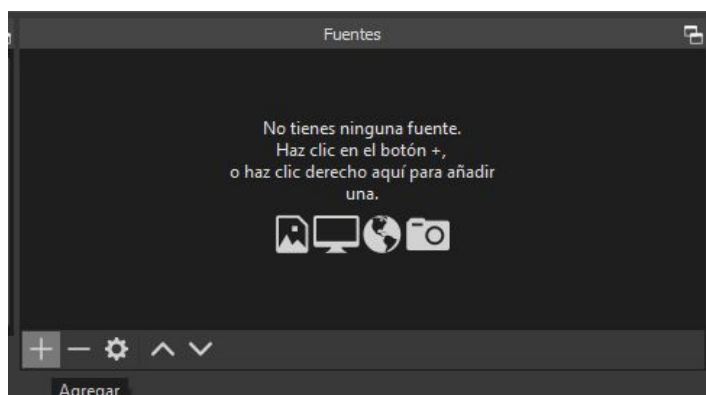 Fuentes
No tienes ninguna fuente.
Haz clic en el botón +,
o haz clic derecho aquí para añadir
una.
Agregar